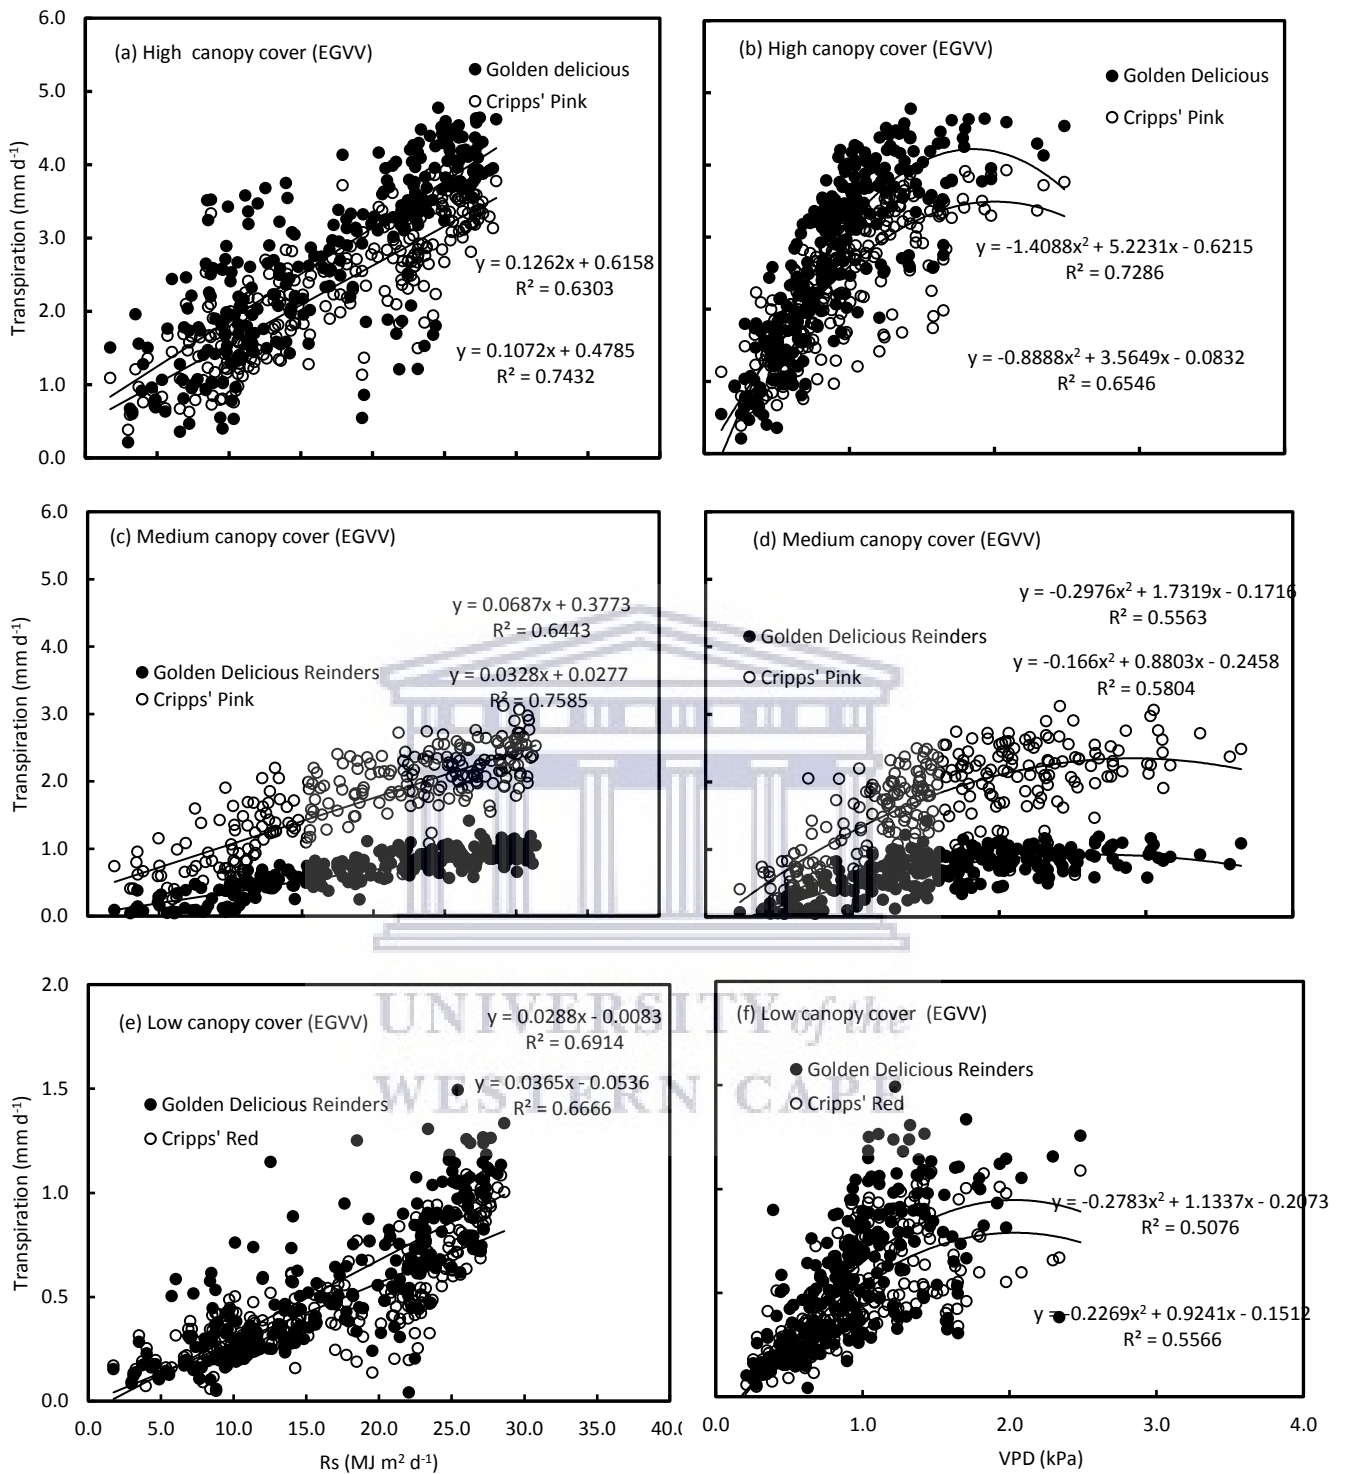 6.0
5.0
4.0
3.0
2.0
1.0
0.0
Transpiration (mm d-1)
(a) High canopy cover (EGVV)
Golden delicious
Cripps' Pink
y = 0.1262x + 0.6158
R² = 0.6303
y = 0.1072x + 0.4785
R² = 0.7432
(b) High canopy cover (EGVV)
Golden Delicious
Cripps' Pink
y = -1.4088x² + 5.2231x - 0.6215
R² = 0.7286
y = -0.8888x² + 3.5649x - 0.0832
R² = 0.6546
6.0
5.0
4.0
3.0
2.0
1.0
0.0
Transpiration (mm d-1)
(c) Medium canopy cover (EGVV)
y = 0.0687x + 0.3773
R² = 0.6443
Golden Delicious Reinders
Cripps' Pink
y = 0.0328x + 0.0277
R² = 0.7585
(d) Medium canopy cover (EGVV)
y = -0.2976x² + 1.7319x - 0.1716
R² = 0.5563
Golden Delicious Reinders
Cripps' Pink
y = -0.166x² + 0.8803x - 0.2458
R² = 0.5804
2.0
1.5
1.0
0.5
0.0
Transpiration (mm d-1)
(e) Low canopy cover (EGVV)
y = 0.0288x - 0.0083
R² = 0.6914
y = 0.0365x - 0.0536
R² = 0.6666
Golden Delicious Reinders
Cripps' Red
0.0 5.0 10.0 15.0 20.0 25.0 30.0 35.0 40.0
Rs (MJ m² d-1)
(f) Low canopy cover (EGVV)
Golden Delicious Reinders
Cripps' Red
y = -0.2783x² + 1.1337x - 0.2073
R² = 0.5076
y = -0.2269x² + 0.9241x - 0.1512
R² = 0.5566
0.0 1.0 2.0 3.0 4.0
VPD (kPa)
UNIVERSITY of the
WESTERN CAPE